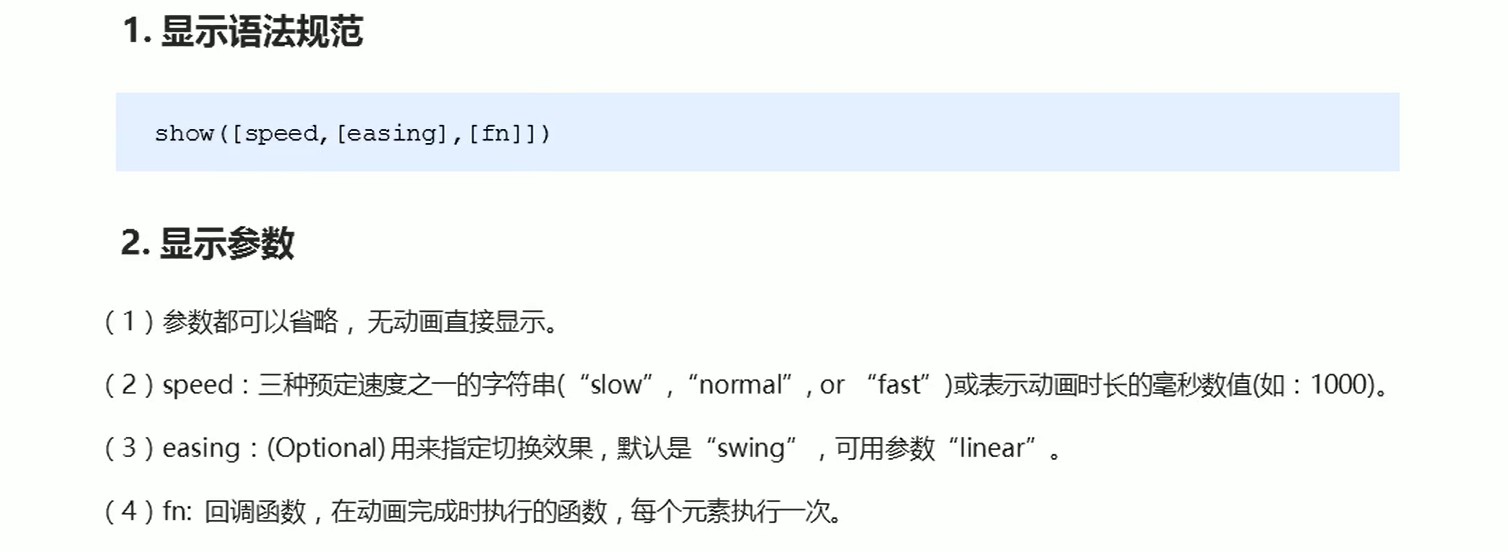 1. 显示语法规范
show([speed,[easing],[fn]])
2. 显示参数
（1）参数都可以省略， 无动画直接显示。
（2）speed：三种预定速度之一的字符串(“slow”,“normal”, or “fast”)或表示动画时长的毫秒数值(如：1000)。
（3）easing：(Optional) 用来指定切换效果，默认是“swing”，可用参数“linear”。
（4）fn: 回调函数，在动画完成时执行的函数，每个元素执行一次。